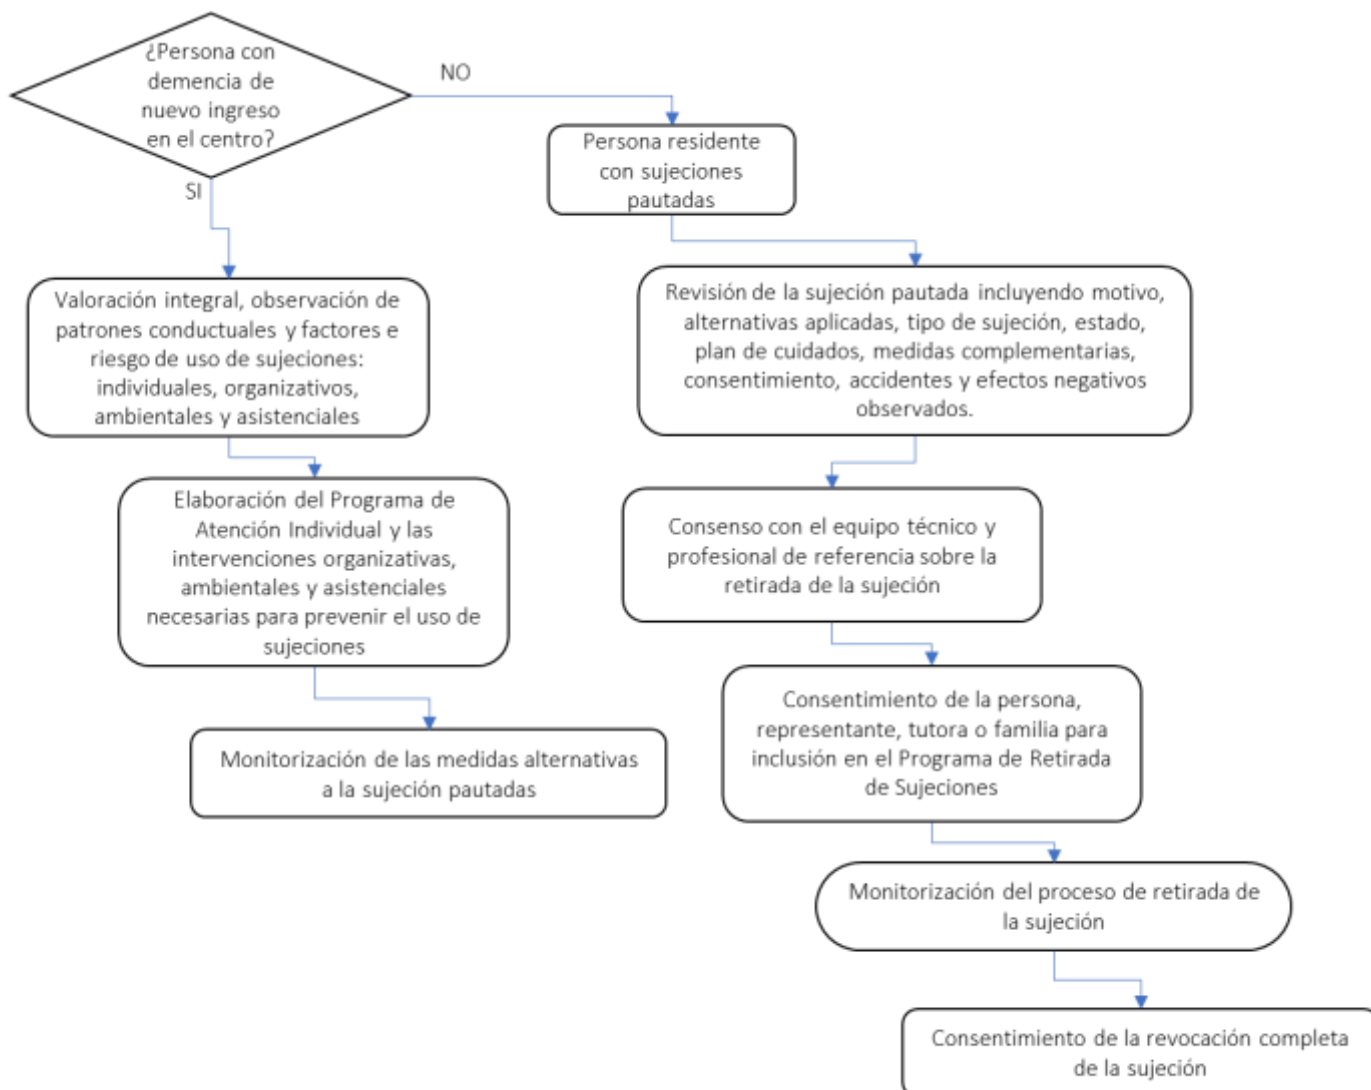 ¿Persona con
demencia de
nuevo ingreso
en el centro?
NO
SI
Persona residente
con sujeciones
pautadas
Valoración integral, observación de
patrones conductuales y factores e
riesgo de uso de sujeciones:
individuales, organizativos,
ambientales y asistenciales
Elaboración del Programa de
Atención Individual y las
intervenciones organizativas,
ambientales y asistenciales
necesarias para prevenir el uso de
sujeciones
Monitorización de las medidas alternativas
a la sujeción pautadas
Revisión de la sujeción pautada incluyendo motivo,
alternativas aplicadas, tipo de sujeción, estado,
plan de cuidados, medidas complementarias,
consentimiento, accidentes y efectos negativos
observados.
Consenso con el equipo técnico y
profesional de referencia sobre la
retirada de la sujeción
Consentimiento de la persona,
representante, tutora o familia para
inclusión en el Programa de Retirada
de Sujeciones
Monitorización del proceso de retirada de
la sujeción
Consentimiento de la revocación completa
de la sujeción